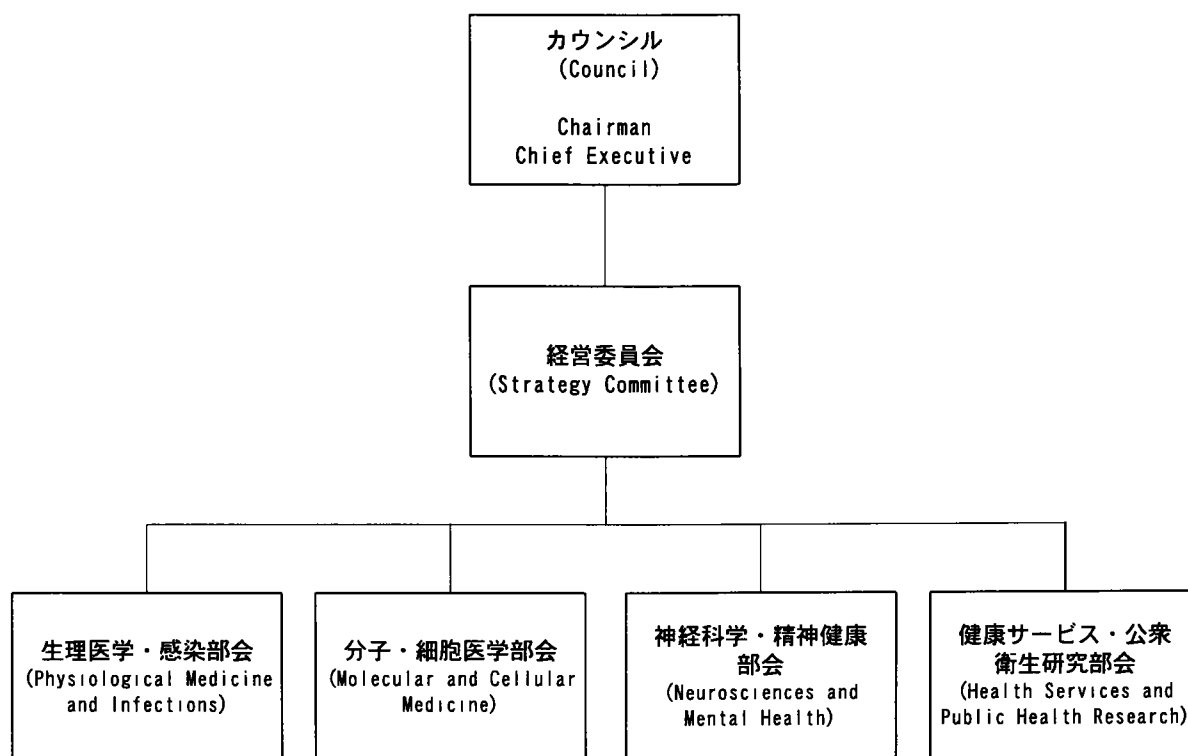 カウンシル
(Council)
Chairman
Chief Executive
経営委員会
(Strategy Committee)
生理医学・感染部会
(Physiological Medicine
and Infections)
分子・細胞医学部会
(Molecular and Cellular
Medicine)
神経科学・精神健康
部会
(Neurosciences and
Mental Health)
健康サービス・公衆
衛生研究部会
(Health Services and
Public Health Research)